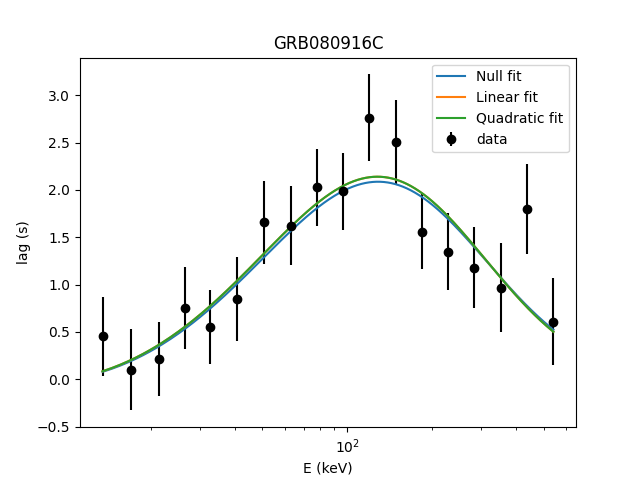 GRB080916C
Null fit
Linear fit
Quadratic fit
data
lag (s)
3.0
2.5
2.0
1.5
1.0
0.5
0.0
−0.5
10²
E (keV)